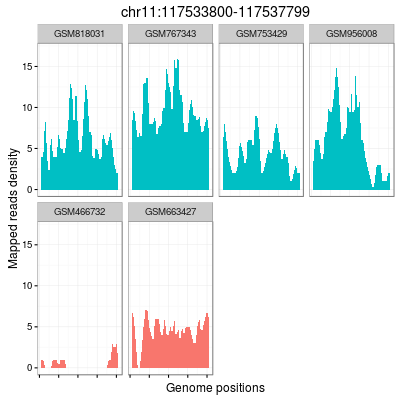 chr11:117533800-117537799
GSM818031 GSM767343 GSM753429 GSM956008
15
10
5
0
GSM466732 GSM663427
15
10
5
0
Mapped reads density
Genome positions